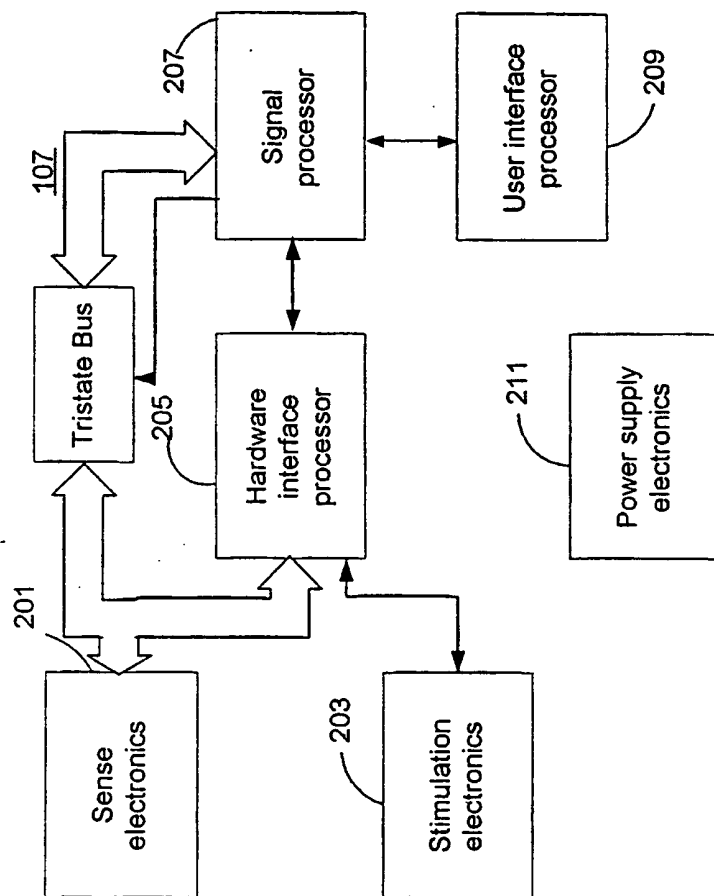 107
207
Signal
processor
Tristate Bus
205
Hardware
interface
processor
201
Sense
electronics
203
Stimulation
electronics
User interface
processor
209
211
Power supply
electronics